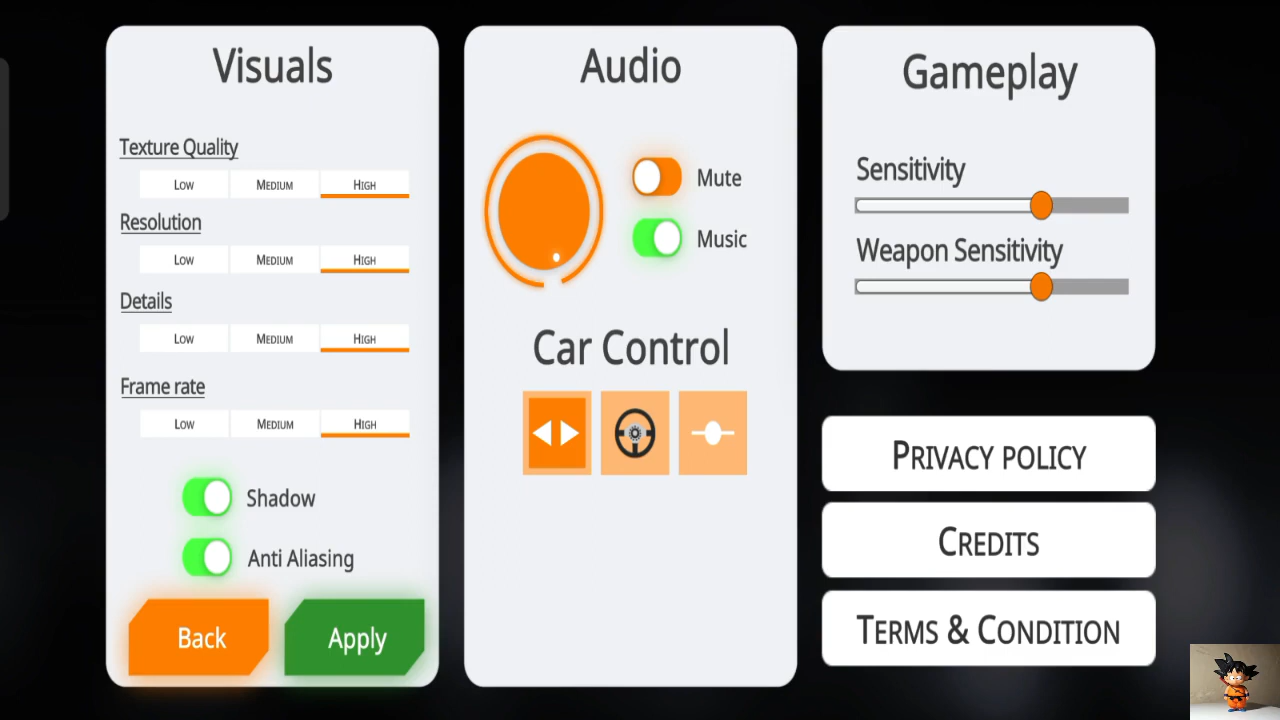 Visuals
Texture Quality
Low Medium High
Resolution
Low Medium High
Details
Low Medium High
Frame rate
Low Medium High
Shadow
Anti Aliasing
Back Apply
Audio
Mute
Music
Car Control
Gameplay
Sensitivity
Weapon Sensitivity
Privacy policy
Credits
Terms & Condition